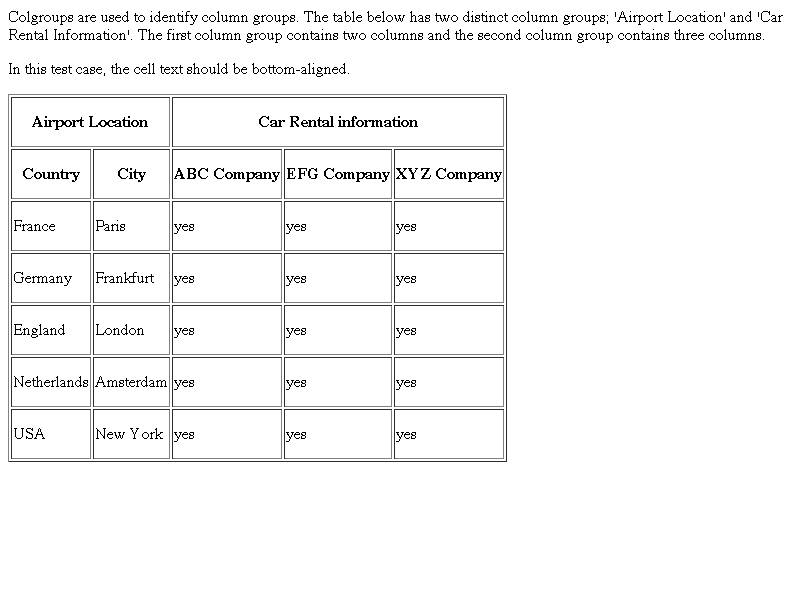 Colgroups are used to identify column groups. The table below has two distinct column groups; 'Airport Location' and 'Car
Rental Information'. The first column group contains two columns and the second column group contains three columns.
In this test case, the cell text should be bottom-aligned.
Airport Location Car Rental information
Country City ABC Company EFG Company XYZ Company
France Paris yes yes yes
Germany Frankfurt yes yes yes
England London yes yes yes
Netherlands Amsterdam yes yes yes
USA New York yes yes yes